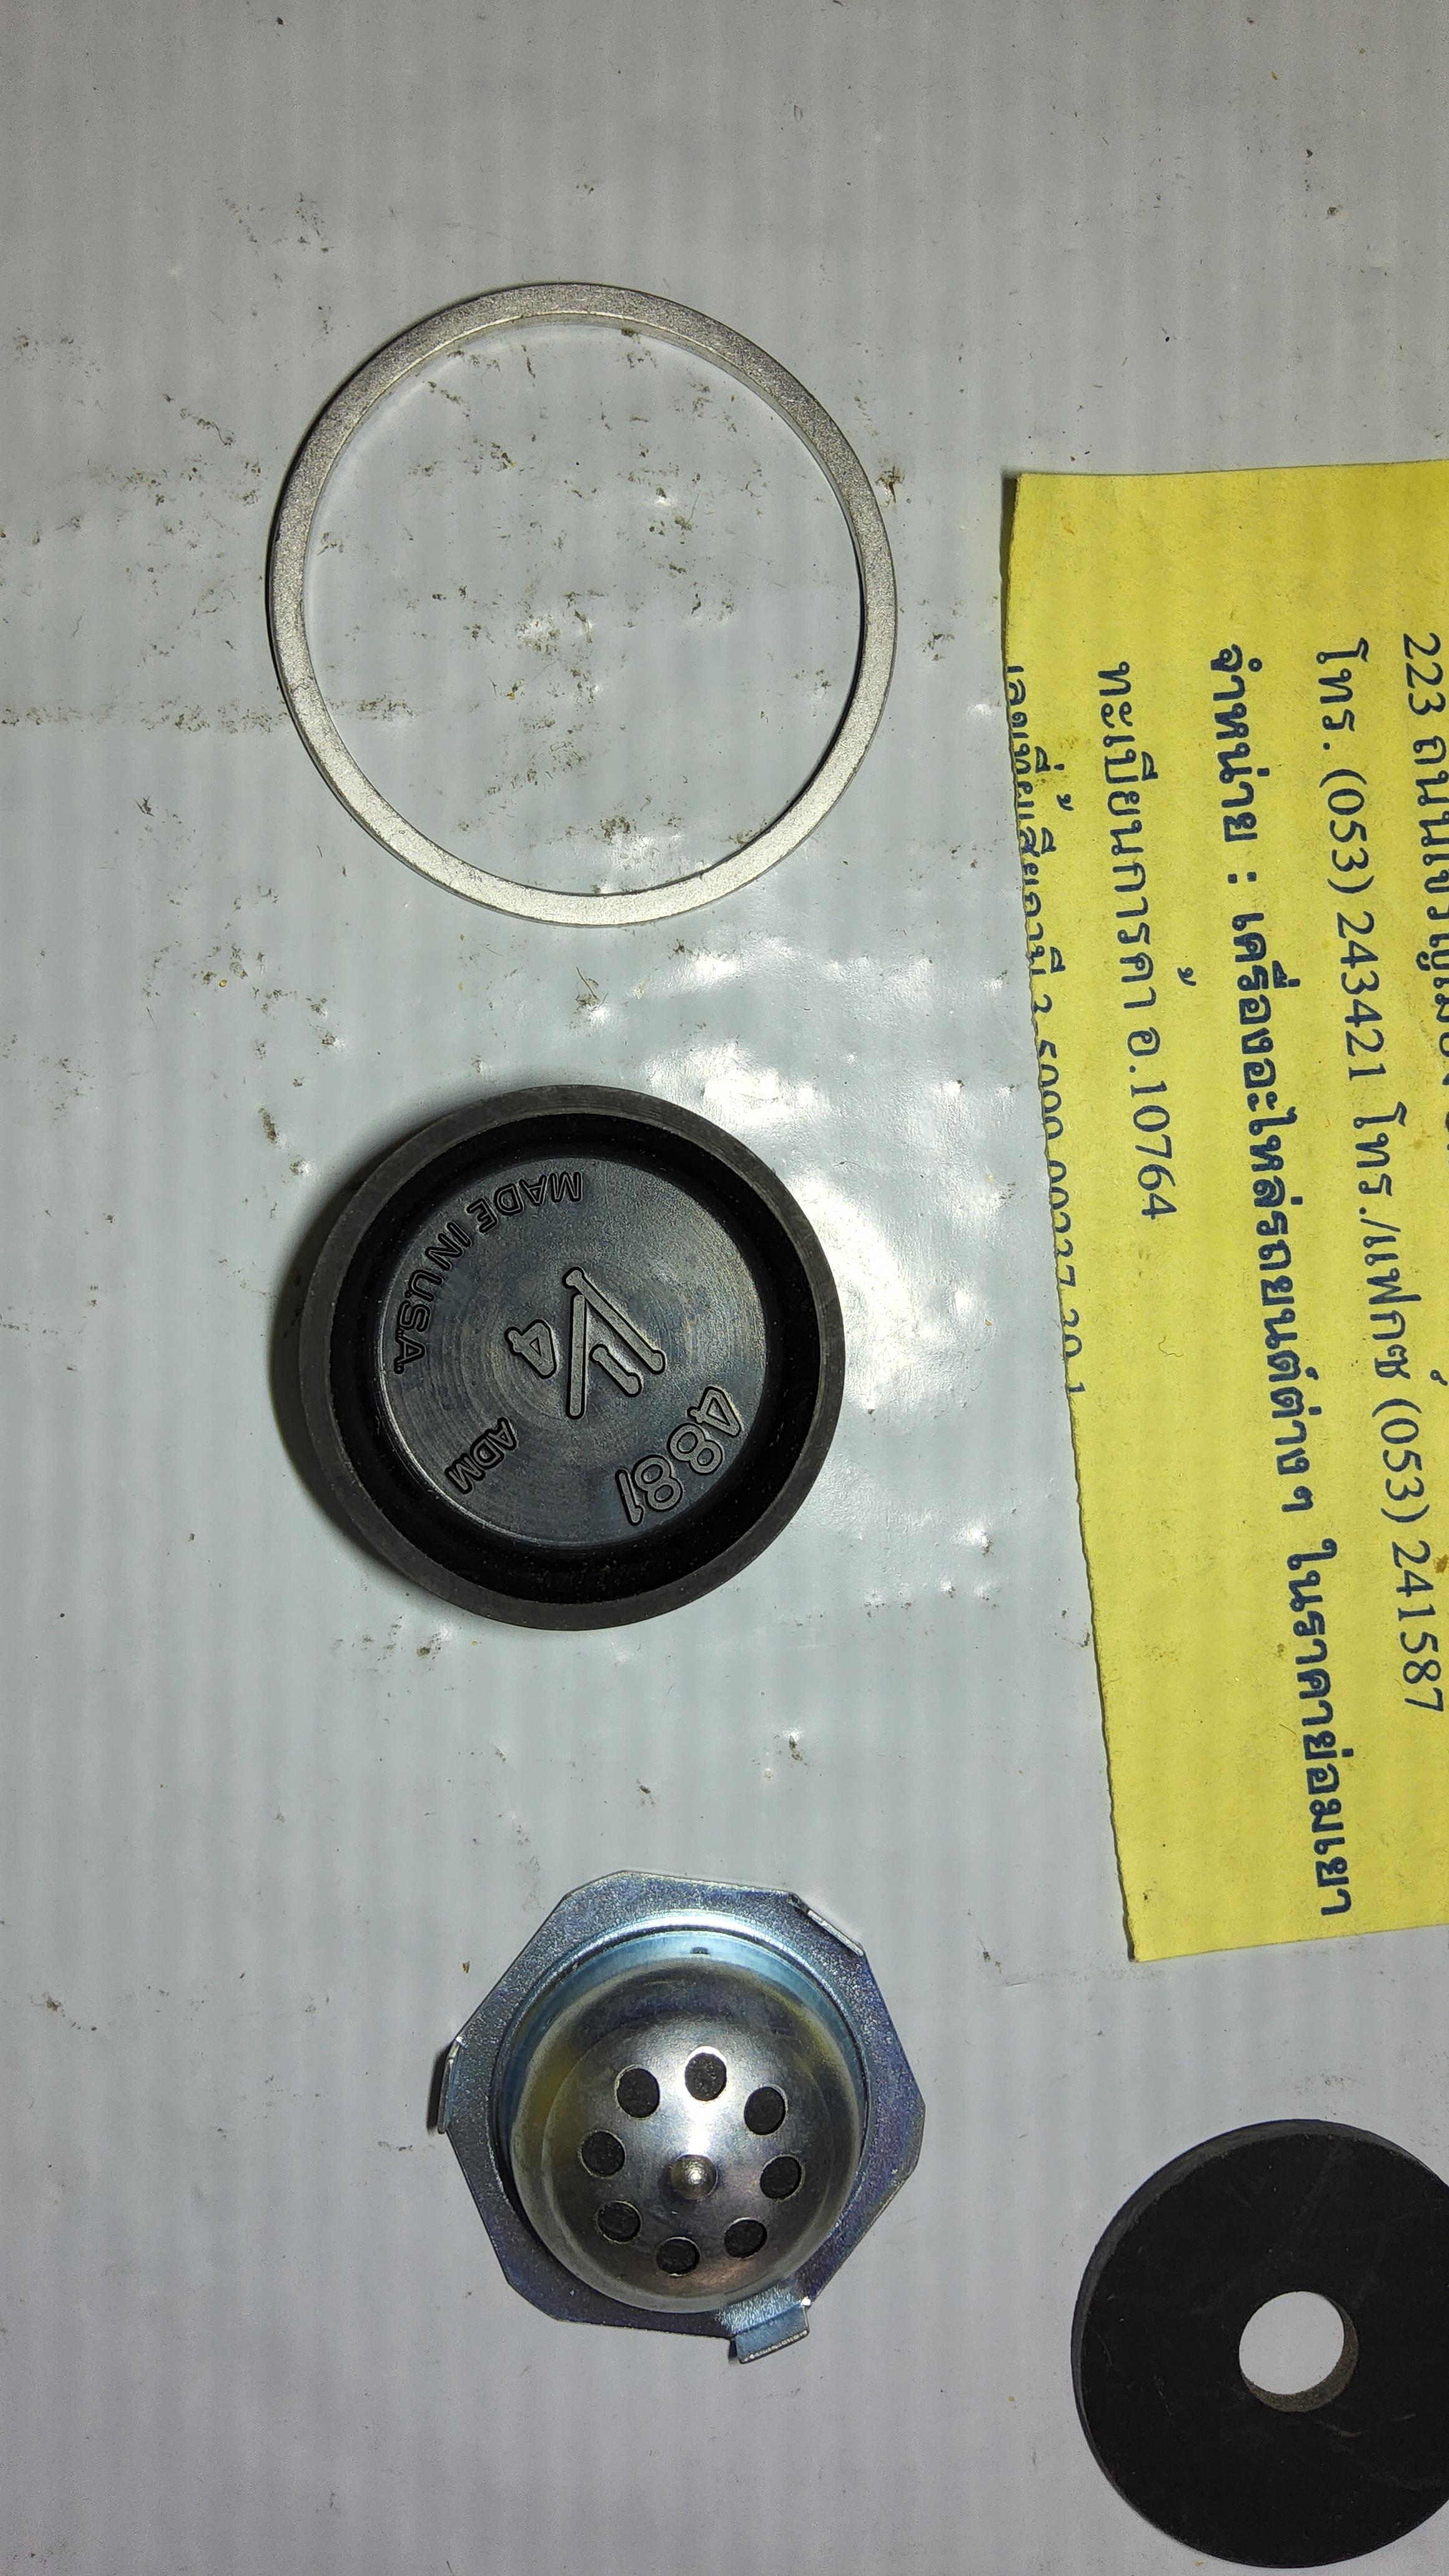 223 ถนน
โทร. (053) 243421 โทร./แฟกซ์ (053) 241587
จำหน่าย : เครื่องอะไหล่รถยนต์ต่าง ๆ ในราคาย่อมเยา
ทะเบียนการค้า อ.10764
MADE IN U.S.A.
4
4881
ADM